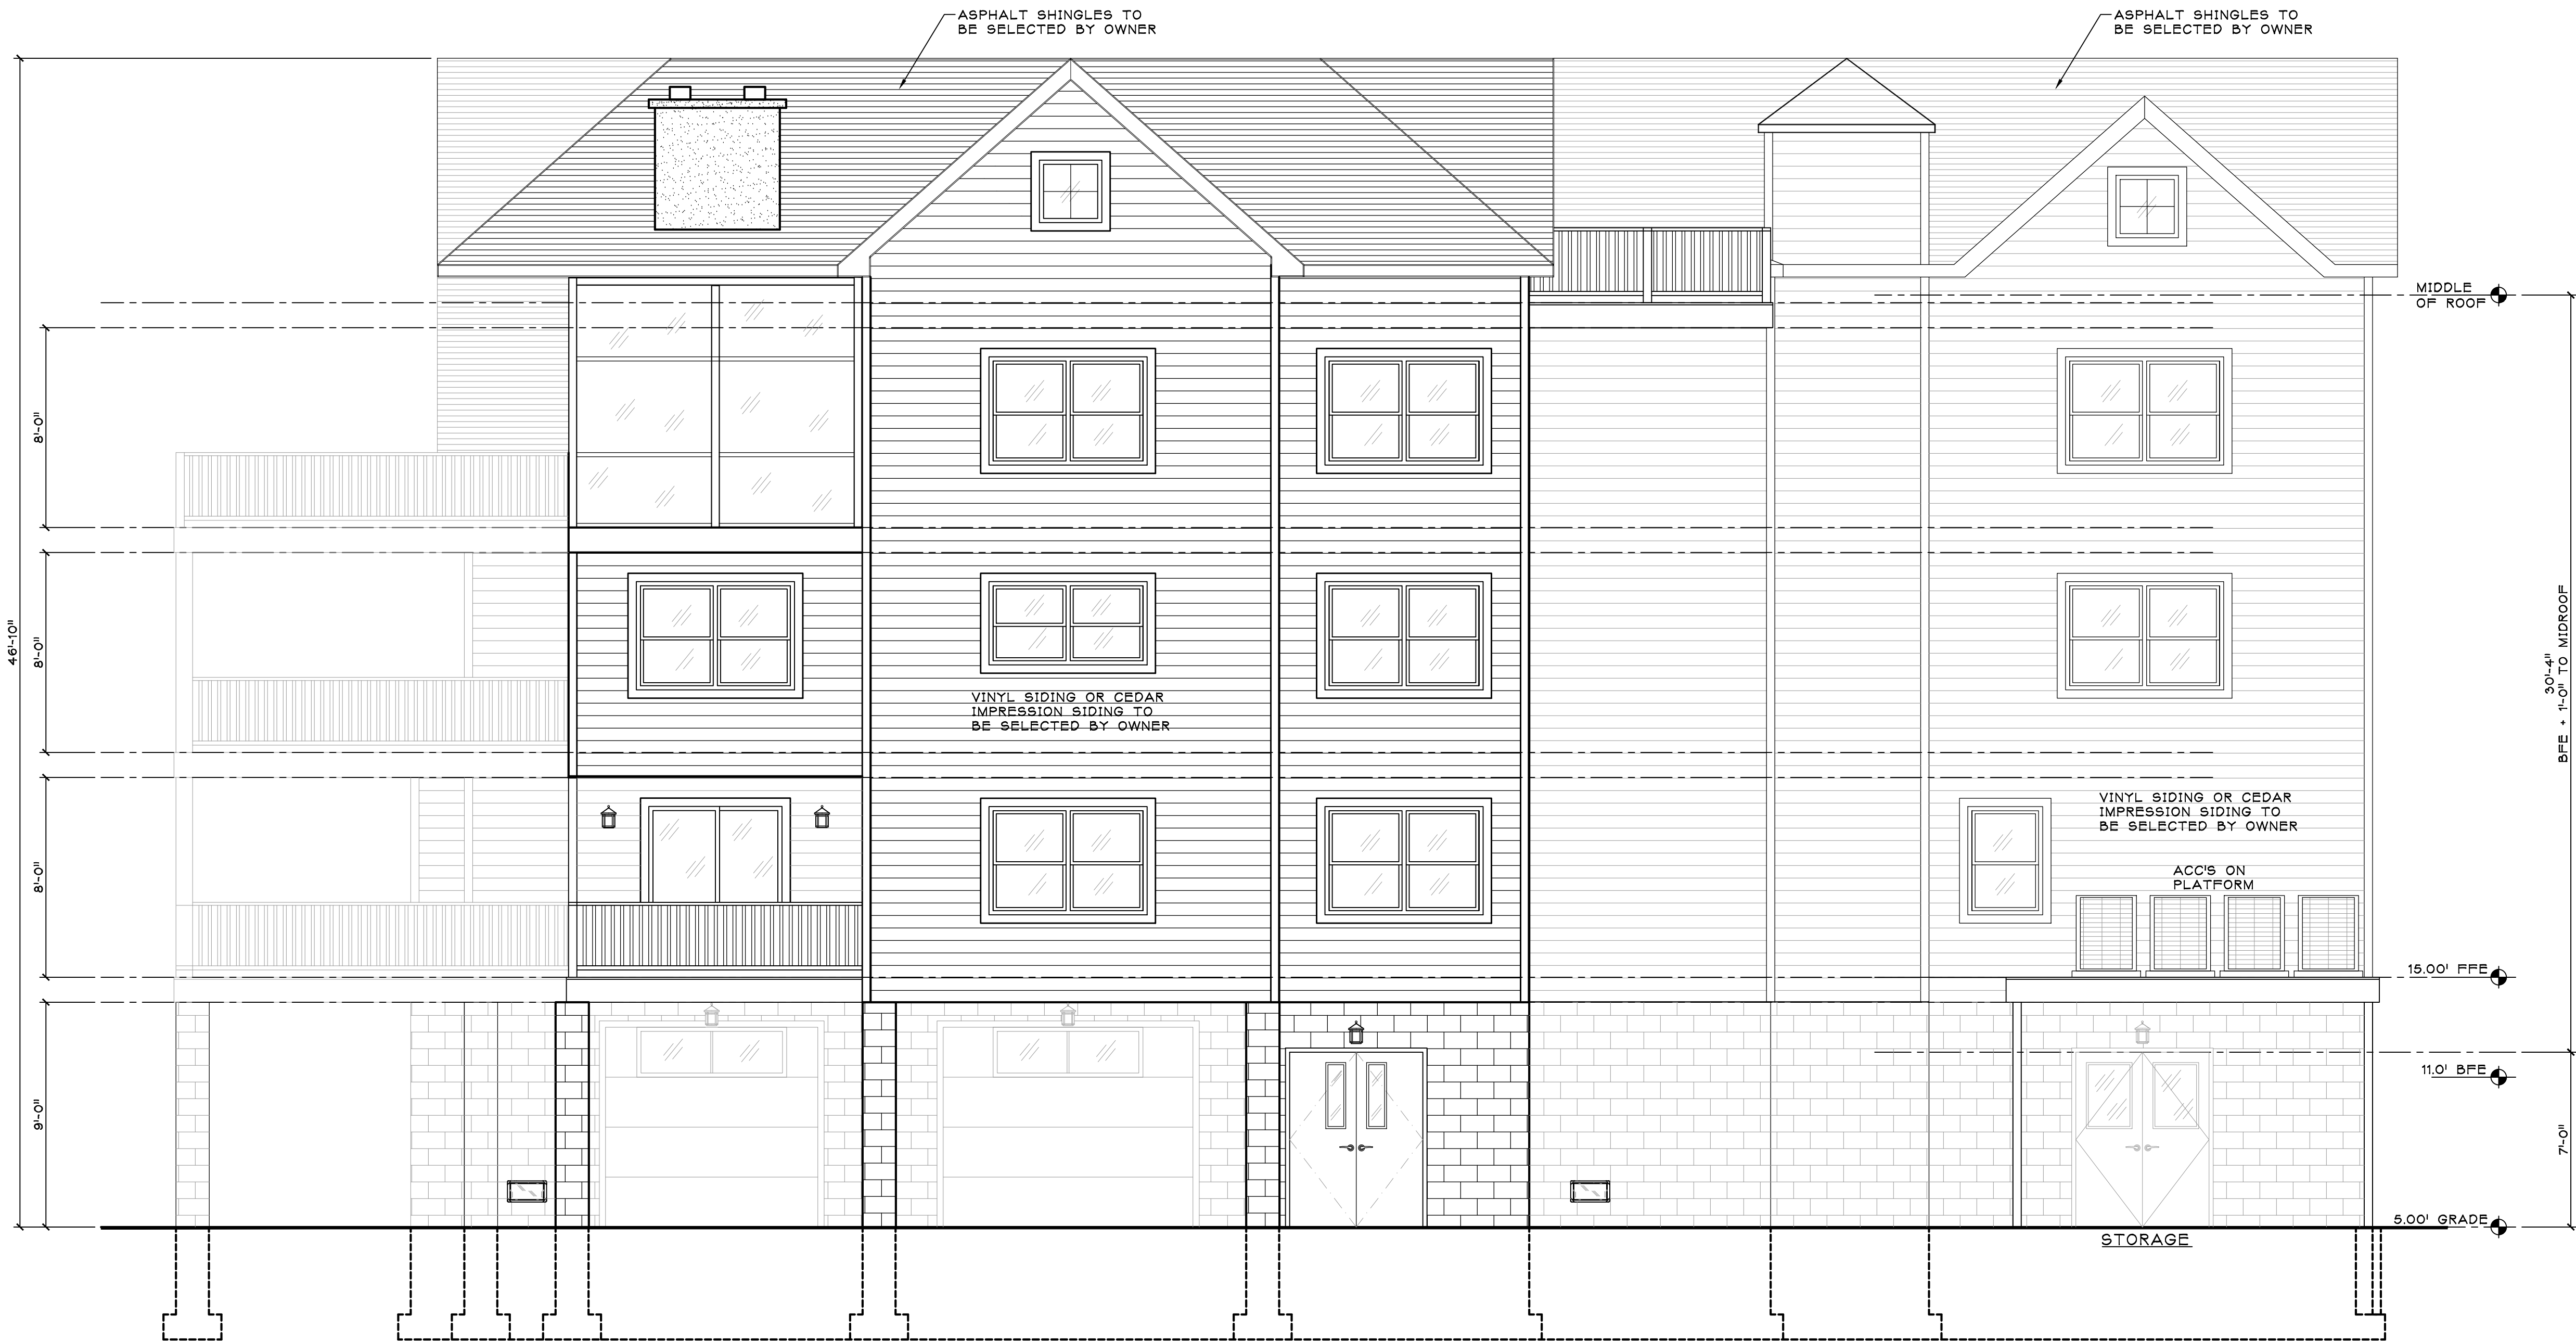 ASPHALT SHINGLES TO
BE SELECTED BY OWNER
ASPHALT SHINGLES TO
BE SELECTED BY OWNER
MIDDLE
OF ROOF
8'-0"
46'-10"
8'-0"
VINYL SIDING OR CEDAR
IMPRESSION SIDING TO
BE SELECTED BY OWNER
30'-4"
BFE + 1'-0" TO MIDROOF
VINYL SIDING OR CEDAR
IMPRESSION SIDING TO
BE SELECTED BY OWNER
8'-0"
ACC'S ON
PLATFORM
15.00' FFE
11.0' BFE
9'-0"
7'-0"
5.00' GRADE
STORAGE